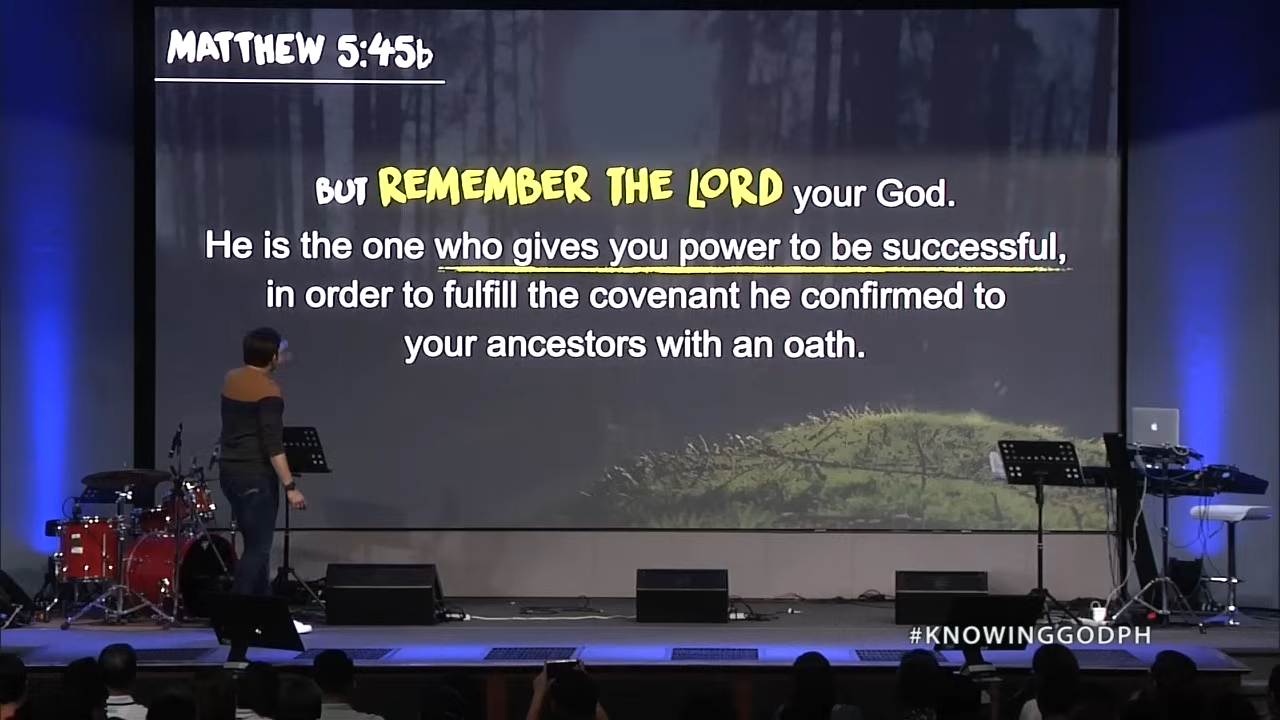 MATTHEW 5:45b
BUT REMEMBER THE LORD your God.
He is the one who gives you power to be successful,
in order to fulfill the covenant he confirmed to
your ancestors with an oath.
#KNOWINGGODPH